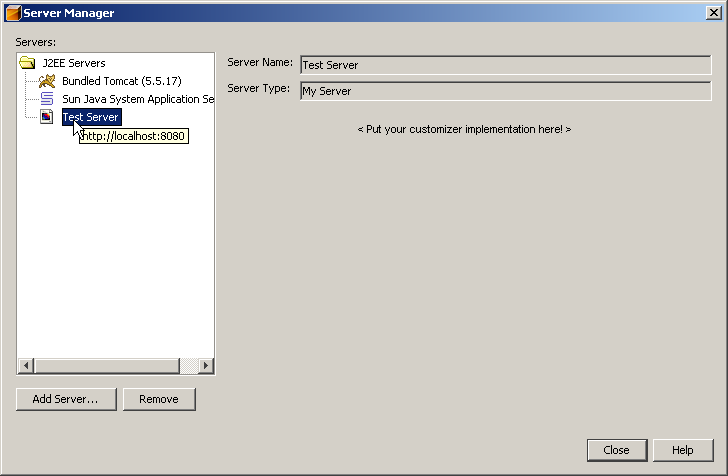 Server Manager
Servers:
J2EE Servers
Bundled Tomcat (5.5.17)
Sun Java System Application Se
Test Server
http://localhost:8080
Server Name: Test Server
Server Type: My Server
< Put your customizer implementation here! >
Add Server... Remove
Close Help